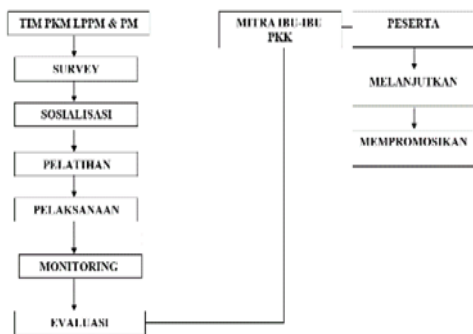 TIM PKM LPPM & PM
SURVEY
SOSIALISASI
PELATIHAN
PELAKSANAAN
MONITORING
EVALUASI
MITRA IBU-IBU
PKK
PESERTA
MELANJUTKAN
MEMPROMOSIKAN